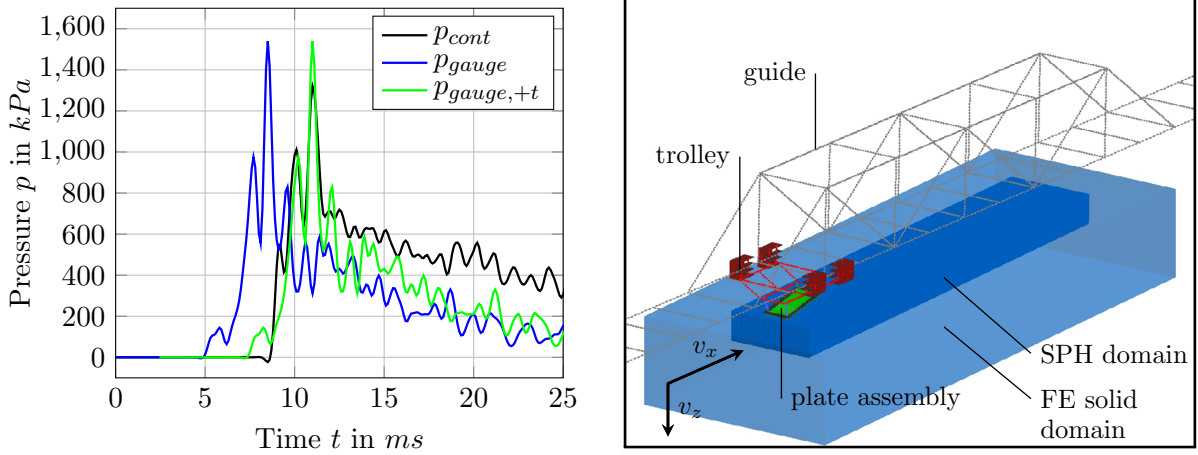 1,600
1,400
1,200
1,000
800
600
400
200
0
Pressure p in kPa
0 5 10 15 20 25
Time t in ms
p_cont
p_gauge
p_gauge,+t
guide
trolley
v_x
v_z
plate assembly
SPH domain
FE solid
domain